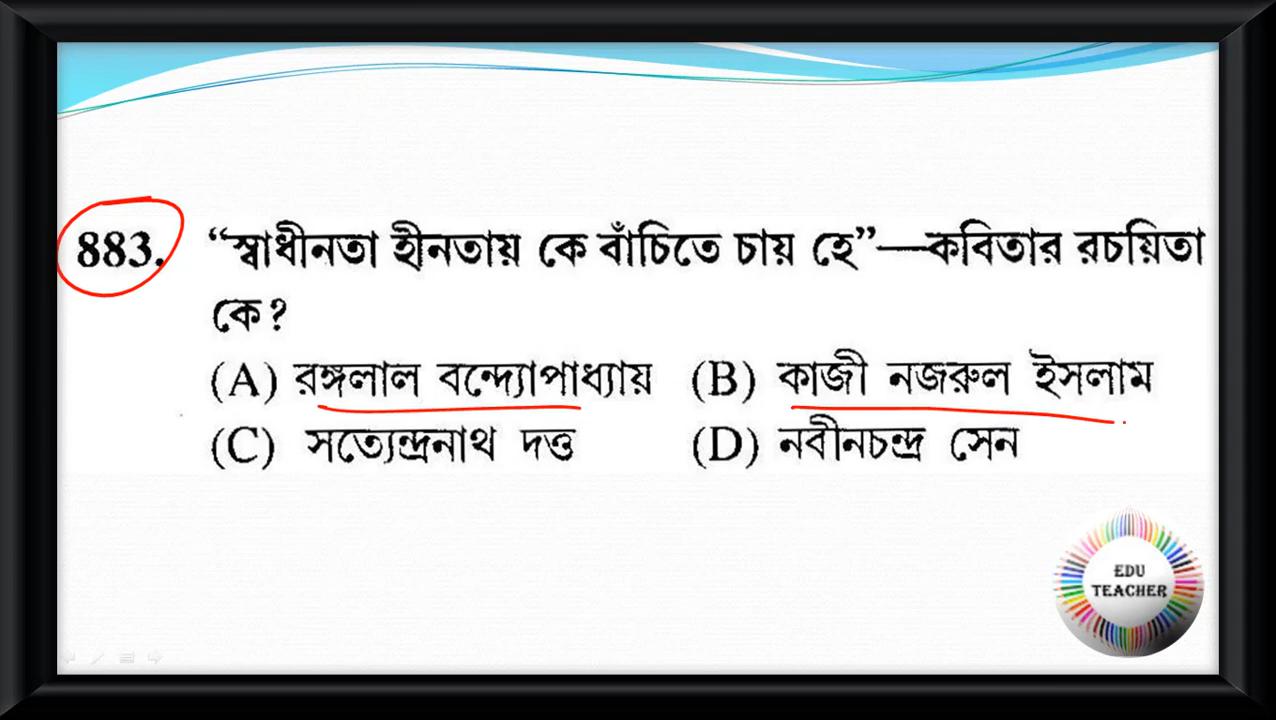 883. “স্বাধীনতা হীনতায় কে বাঁচিতে চায় হে”—কবিতার রচয়িতা
কে?
(A) রঙ্গলাল বন্দ্যোপাধ্যায় (B) কাজী নজরুল ইসলাম
(C) সত্যেন্দ্রনাথ দত্ত (D) নবীনচন্দ্র সেন
EDU
TEACHER